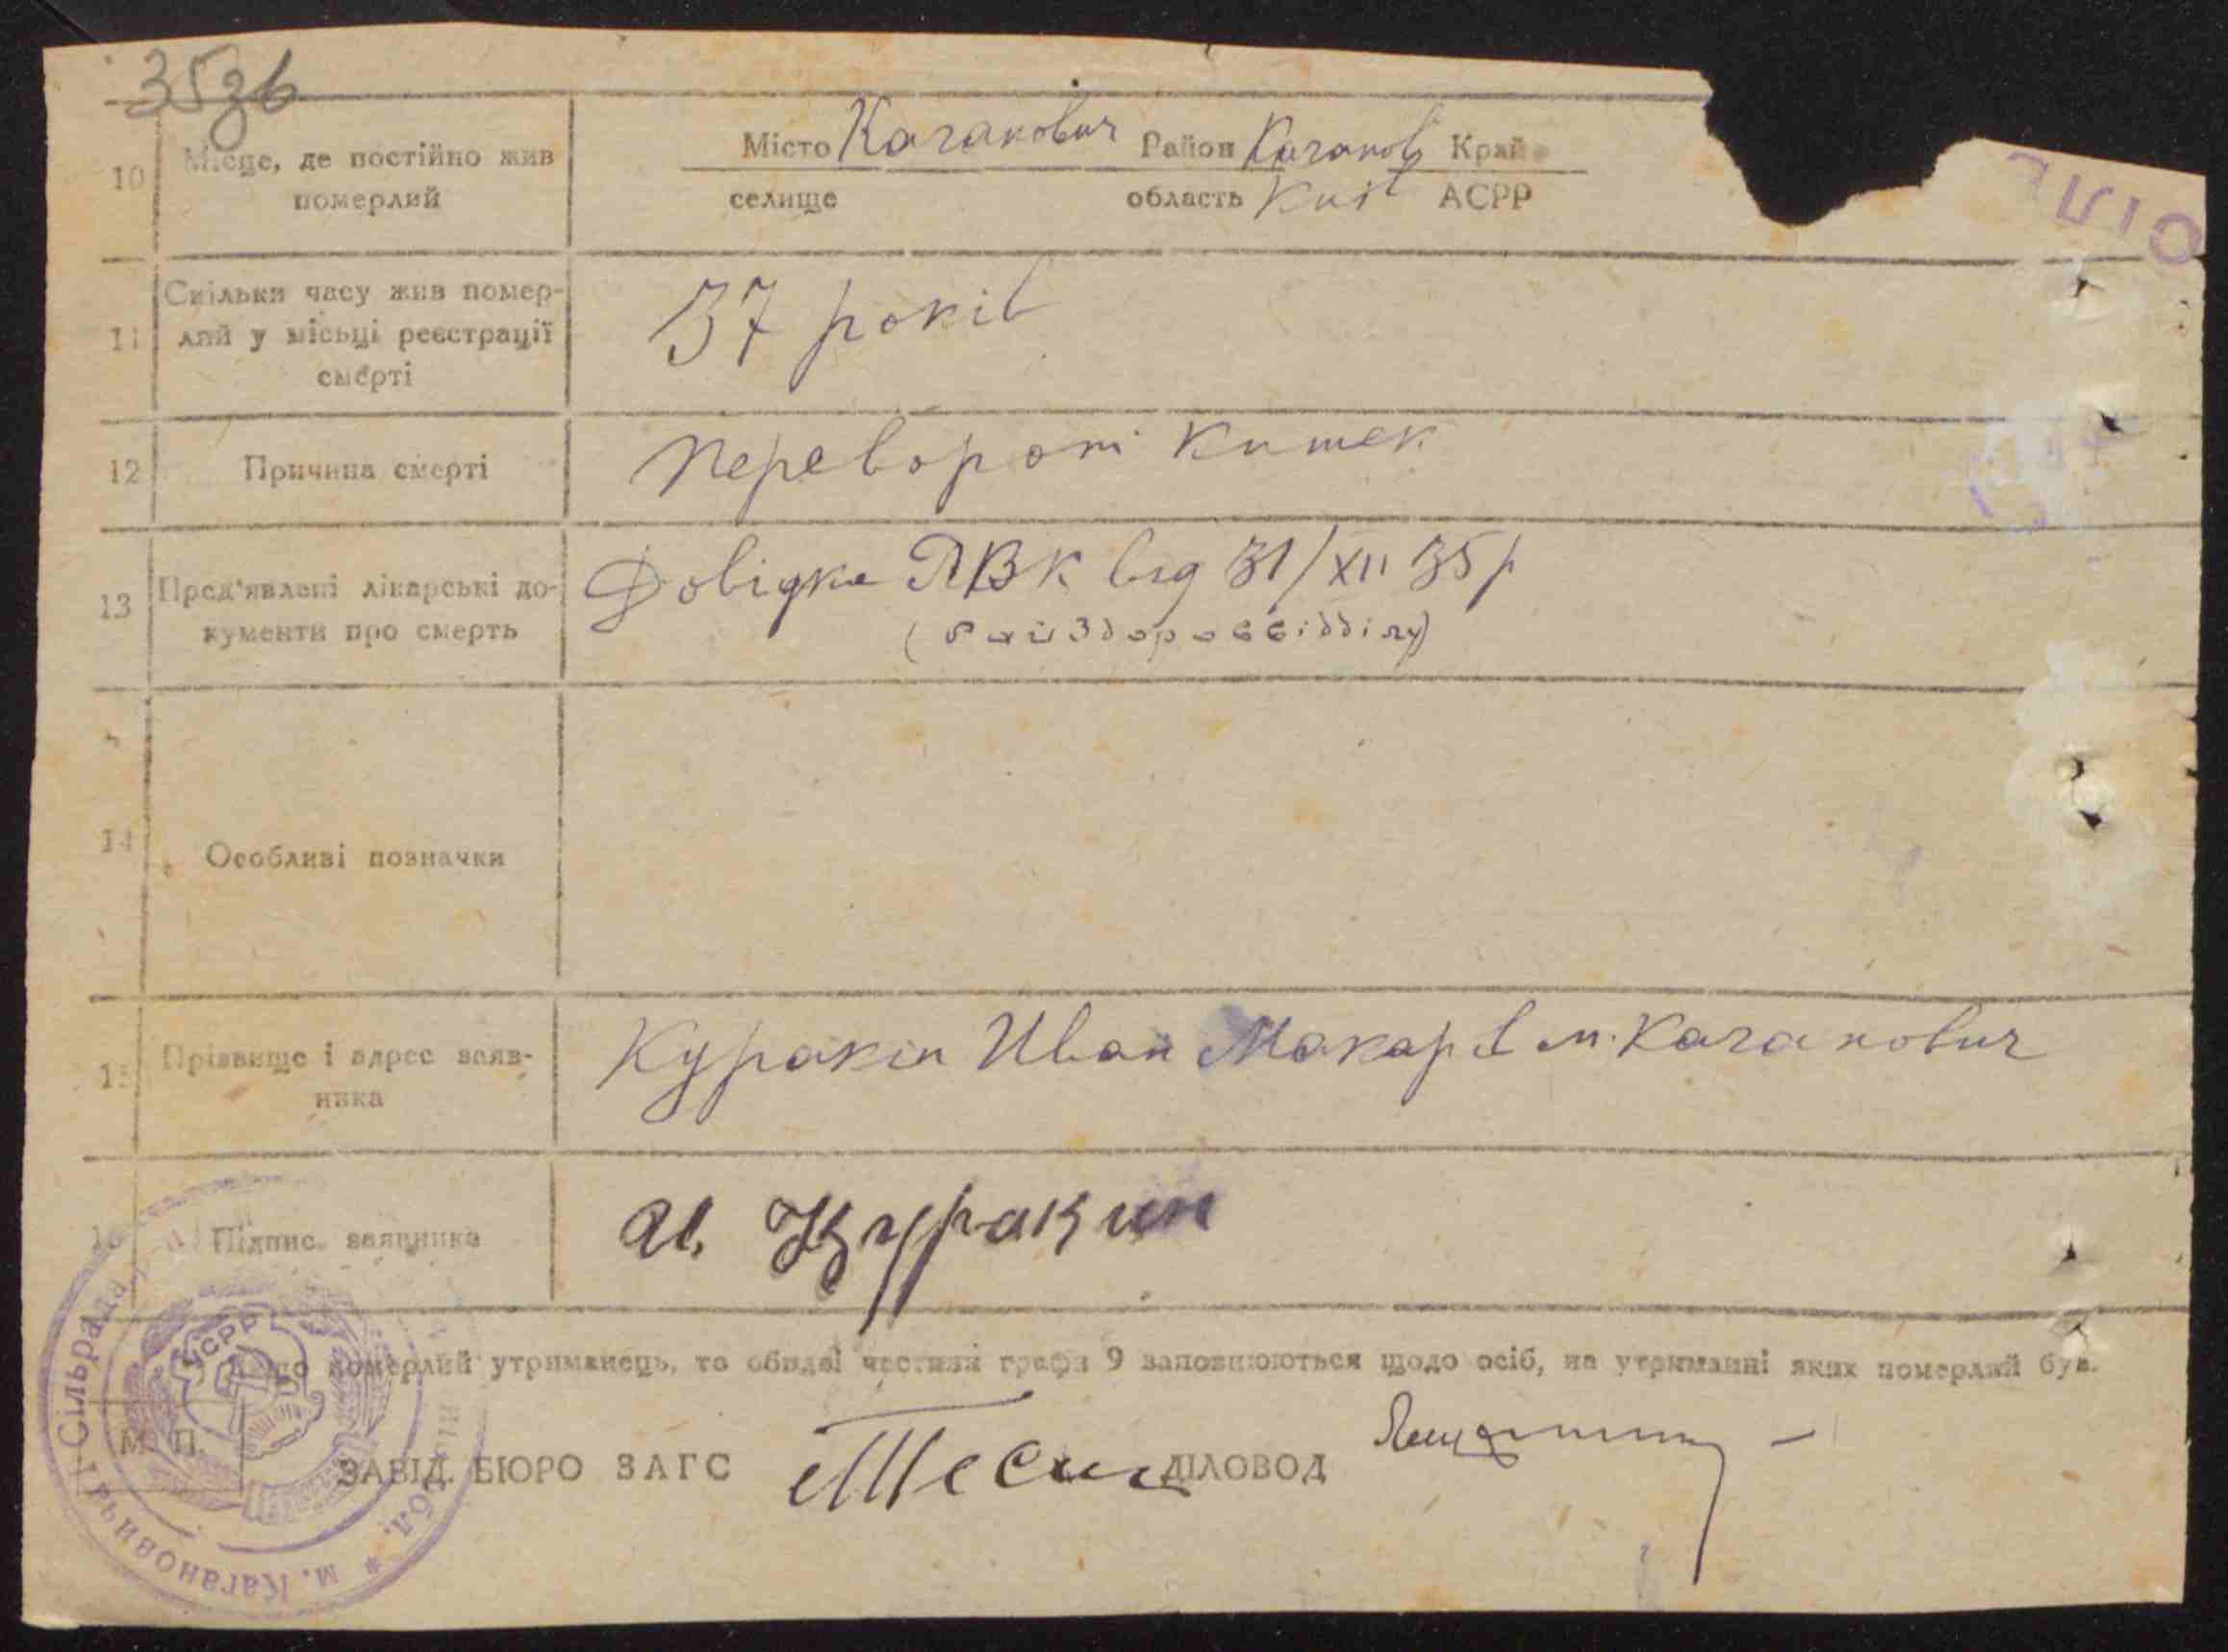 35зв
10 Місце, де постійно жив померлий
Місто Каганович Район Каганов Край
селище область Київ АСРР
11 Скільки часу жив померлий у місьці реєстрації смерті
37 років
12 Причина смерті
Переворот кишек
13 Пред'явлені лікарські документи про смерть
Довідка ЛВК від 31/XII 35 р
(Райздороввідділу)
14 Особливі позначки
15 Прізвище і адрес заявника
Куракін Иван Макар в м. Каганович
16 Підпис заявника
И. Куракин
Якщо померлий утриманець, то обидві частини графи 9 заповнюються щодо осіб, на утриманні яких померлий був.
М. П.
ЗАВІД. БЮРО ЗАГС ДІЛОВОД
УСРР
Сільрада
м. Кагановичі